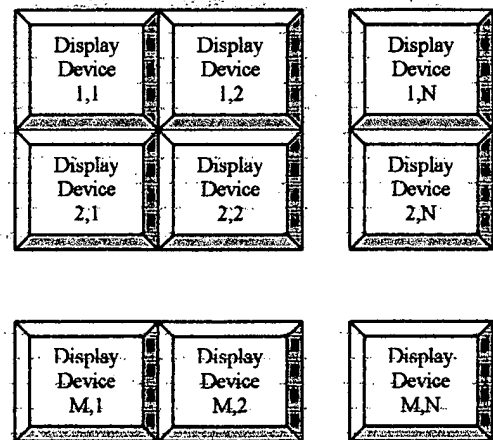 Display
Device
1,1
Display
Device
1,2
Display
Device
1,N
Display
Device
2,1
Display
Device
2,2
Display
Device
2,N
Display
Device
M,1
Display
Device
M,2
Display
Device
M,N